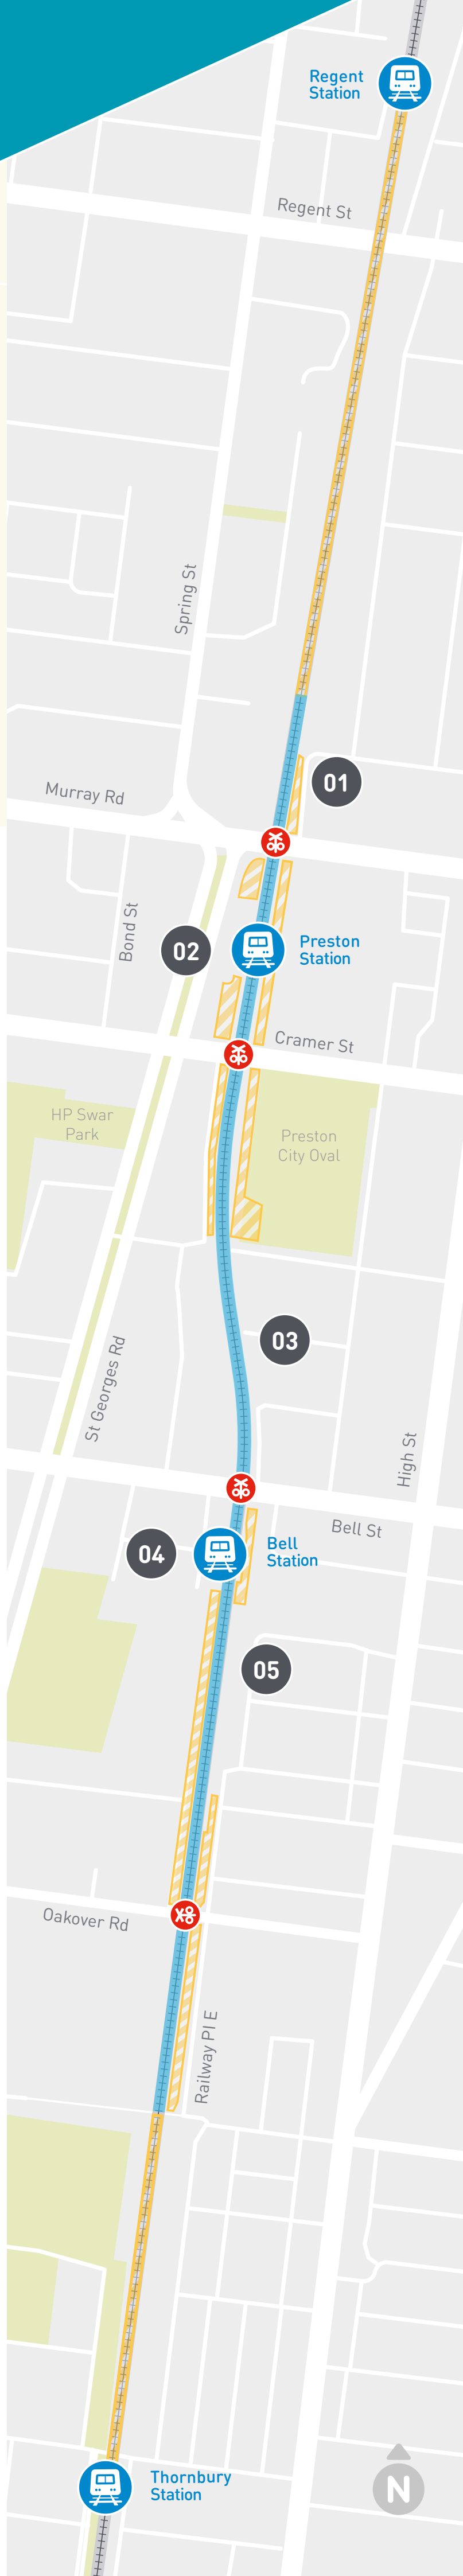 Regent
Station
Regent St
Spring St
01
Murray Rd
Bond St
02
Preston
Station
Cramer St
HP Swar
Park
Preston
City Oval
03
St Georges Rd
High St
Bell St
04
Bell
Station
05
Oakover Rd
Railway Pl E
N
Thornbury
Station